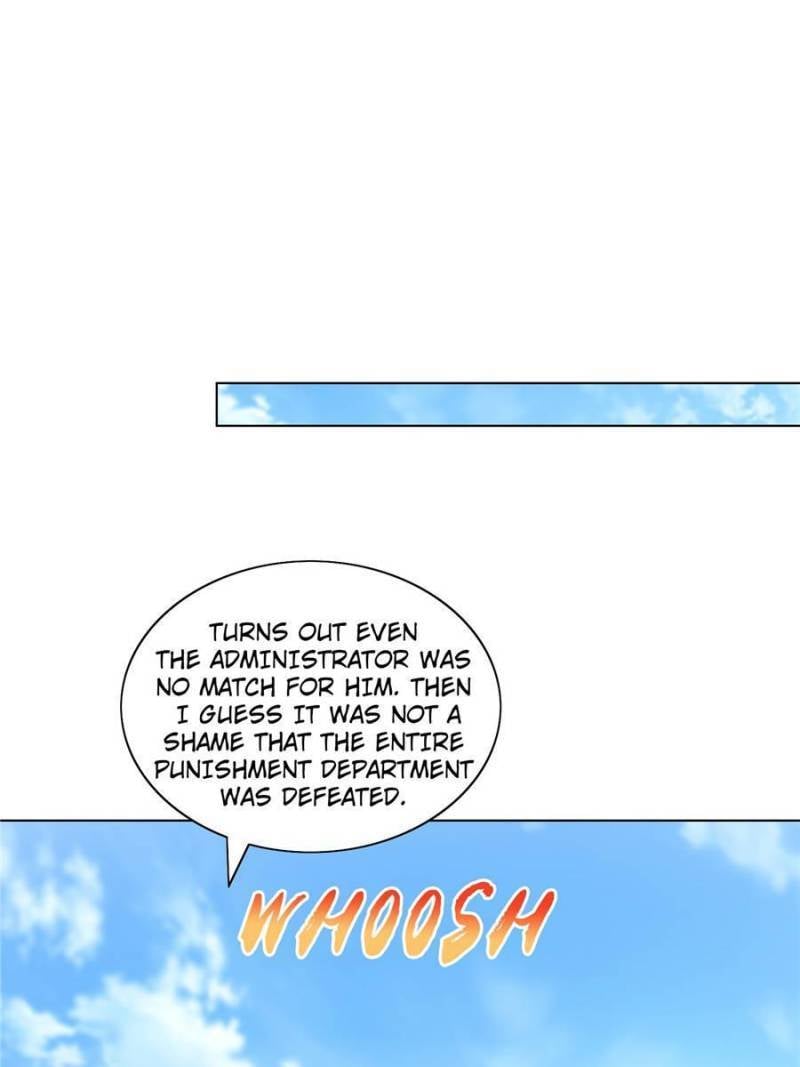 TURNS OUT EVEN
THE ADMINISTRATOR WAS
NO MATCH FOR HIM. THEN
I GUESS IT WAS NOT A
SHAME THAT THE ENTIRE
PUNISHMENT DEPARTMENT
WAS DEFEATED.
WHOOSH